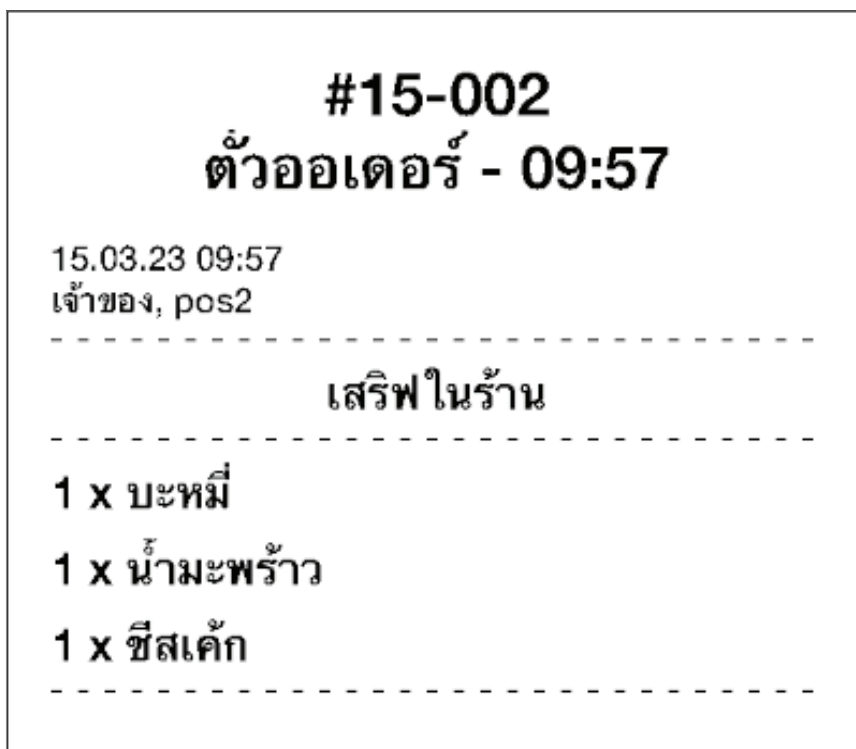 #15-002
ตั๋วออเดอร์ - 09:57
15.03.23 09:57
เจ้าของ, pos2
เสริฟในร้าน
1 x บะหมี่
1 x น้ำมะพร้าว
1 x ชีสเค้ก